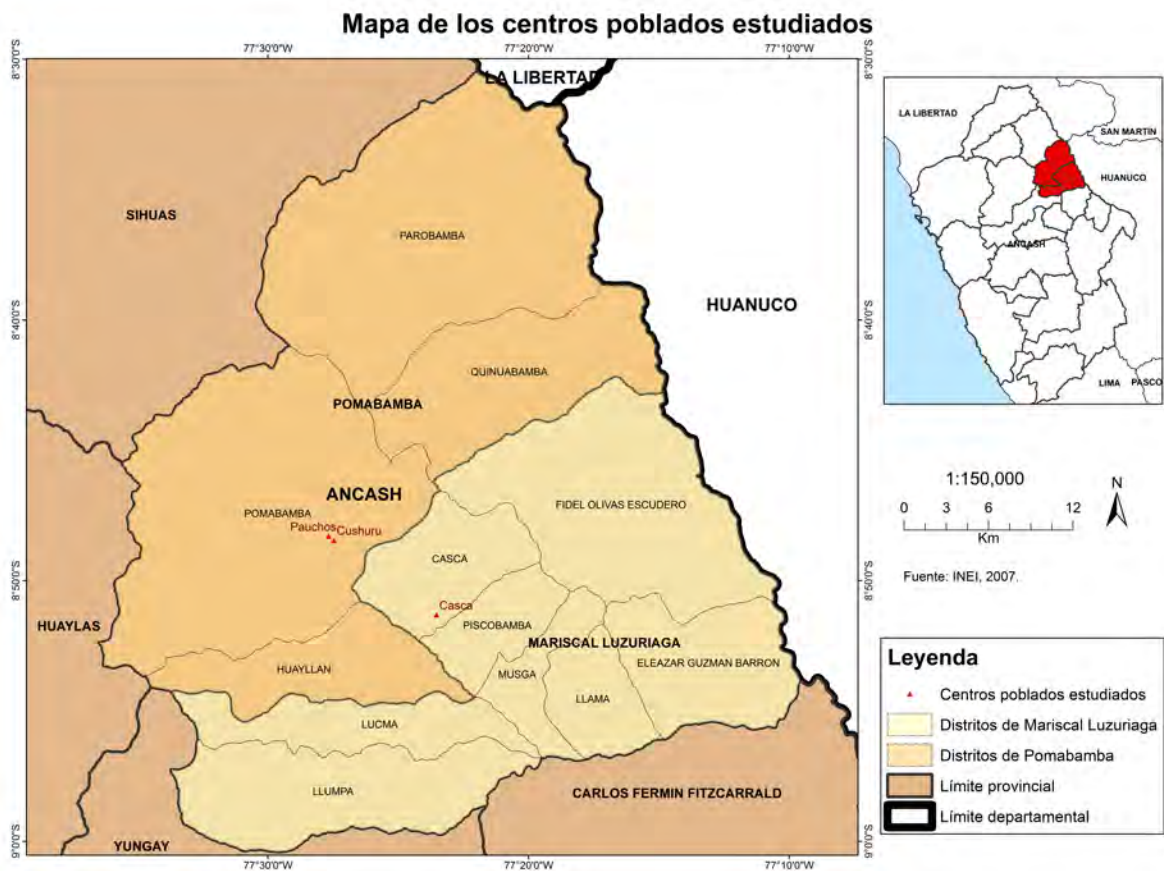 Mapa de los centros poblados estudiados
77°30'0"W
77°20'0"W
77°10'0"W
8°30'0"S
8°30'0"S
LA LIBERTAD
SIHUAS
PAROBAMBA
HUANUCO
8°40'0"S
8°40'0"S
QUINUABAMBA
POMABAMBA
ANCASH
POMABAMBA
Pauchos
Cushuru
FIDEL OLIVAS ESCUDERO
CASCA
8°50'0"S
8°50'0"S
Casca
HUAYLAS
PISCOBAMBA
MARISCAL LUZURIAGA
HUAYLLAN
MUSGA
ELEAZAR GUZMAN BARRON
LLAMA
LUCMA
LLUMPA
CARLOS FERMIN FITZCARRALD
YUNGAY
9°0'0"S
9°0'0"S
77°30'0"W
77°20'0"W
77°10'0"W
LA LIBERTAD
SAN MARTIN
HUANUCO
ANCASH
LIMA
PASCO
1:150,000
N
0 3 6 12
Km
Fuente: INEI, 2007.
Leyenda
Centros poblados estudiados
Distritos de Mariscal Luzuriaga
Distritos de Pomabamba
Límite provincial
Límite departamental